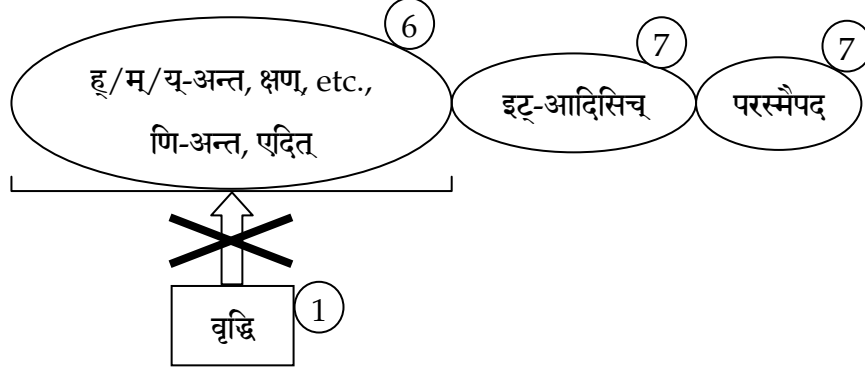 6
ह्/म्/य्-अन्त, क्षण्, etc.,
णि-अन्त, एदित्
7
इट्-आदिसिच्
7
परस्मैपद
वृद्धि
1